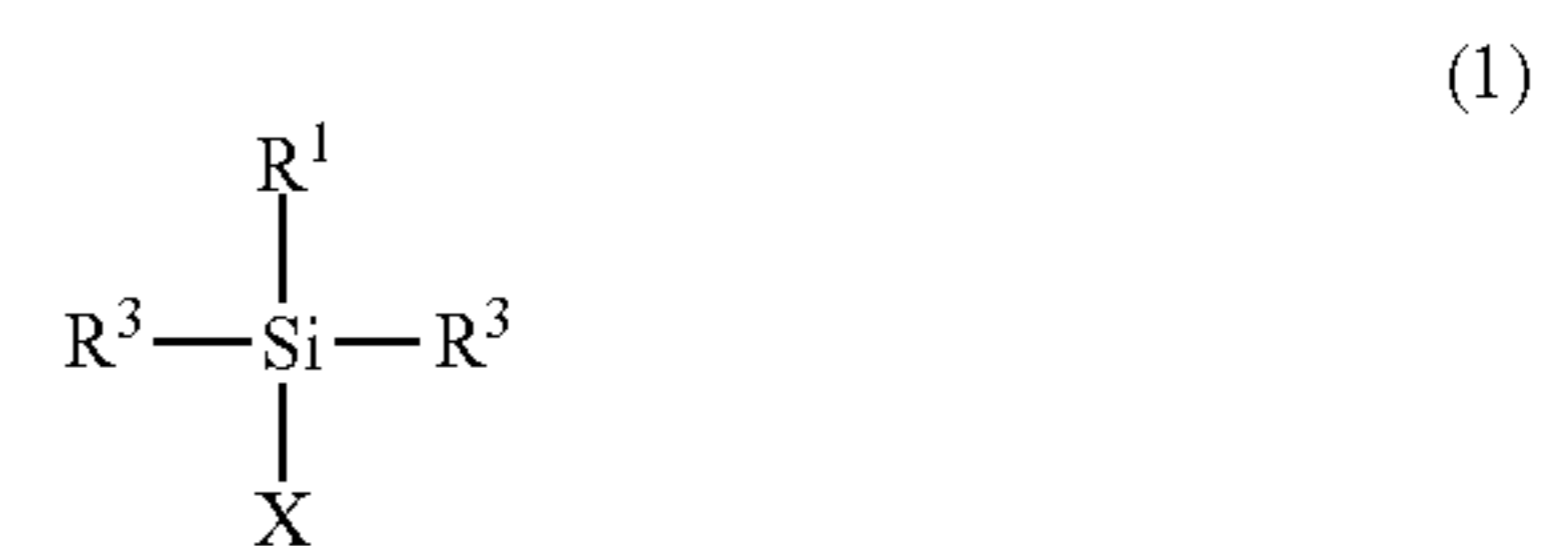 (1)
R¹
R³—Si—R³
X